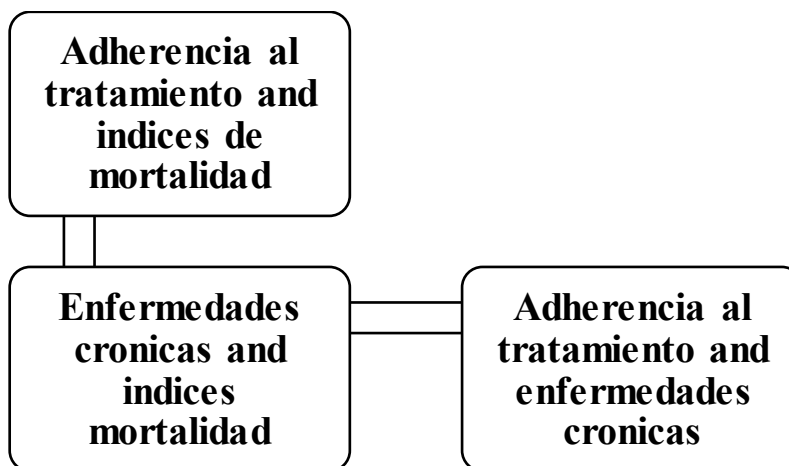 Adherencia al
tratamiento and
indices de
mortalidad
Enfermedades
cronicas and
indices
mortalidad
Adherencia al
tratamiento and
enfermedades
cronicas